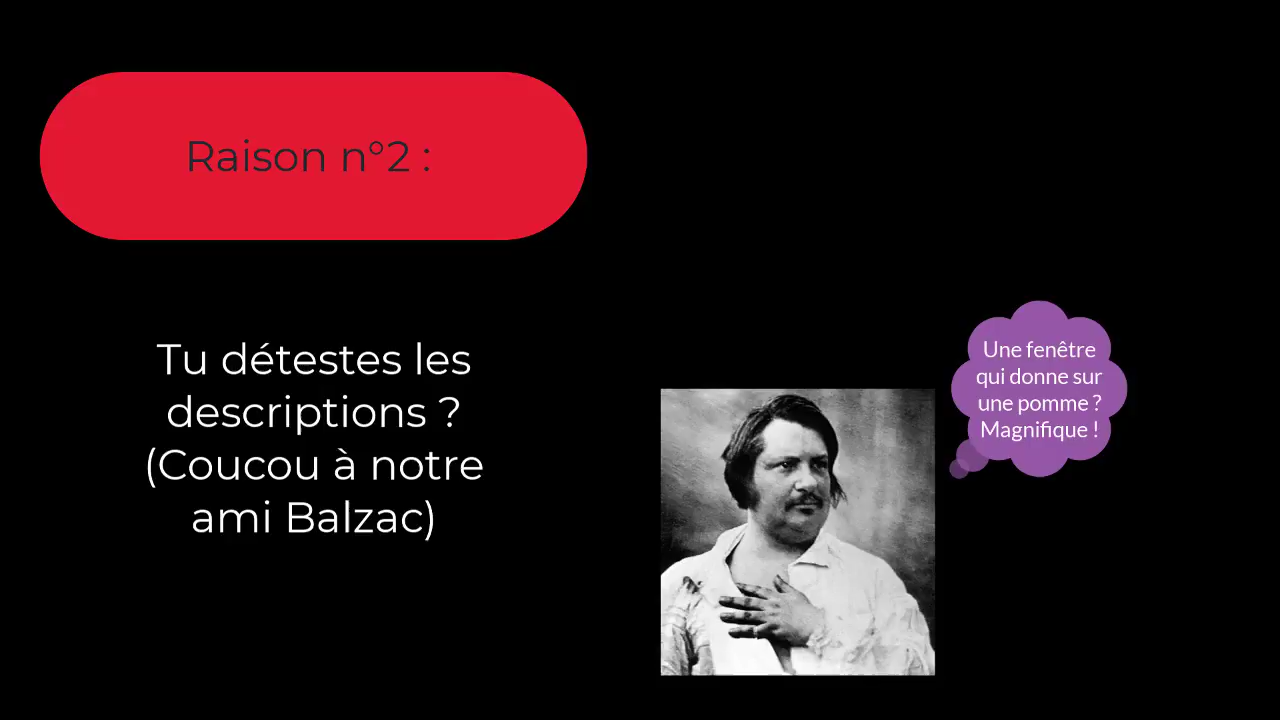 Raison n°2 :
Tu détestes les
descriptions ?
(Coucou à notre
ami Balzac)
Une fenêtre
qui donne sur
une pomme ?
Magnifique !